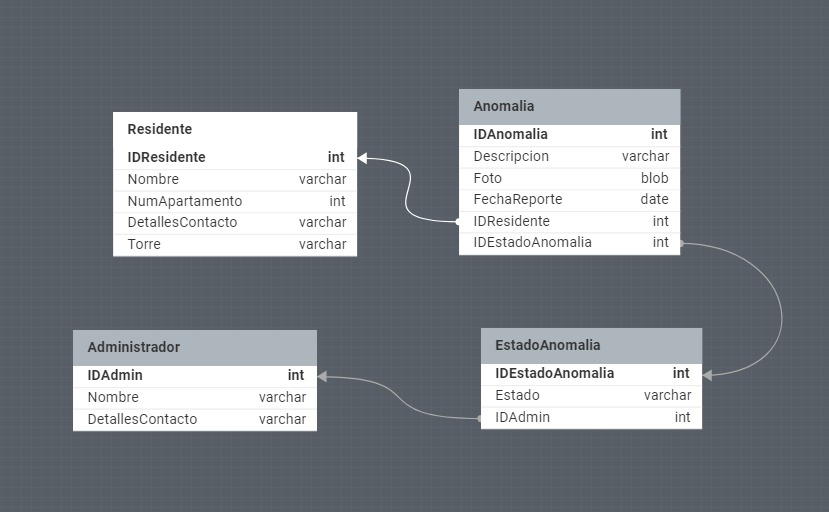 Residente
IDResidente int
Nombre varchar
NumApartamento int
DetallesContacto varchar
Torre varchar
Anomalia
IDAnomalia int
Descripcion varchar
Foto blob
FechaReporte date
IDResidente int
IDEstadoAnomalia int
Administrador
IDAdmin int
Nombre varchar
DetallesContacto varchar
EstadoAnomalia
IDEstadoAnomalia int
Estado varchar
IDAdmin int